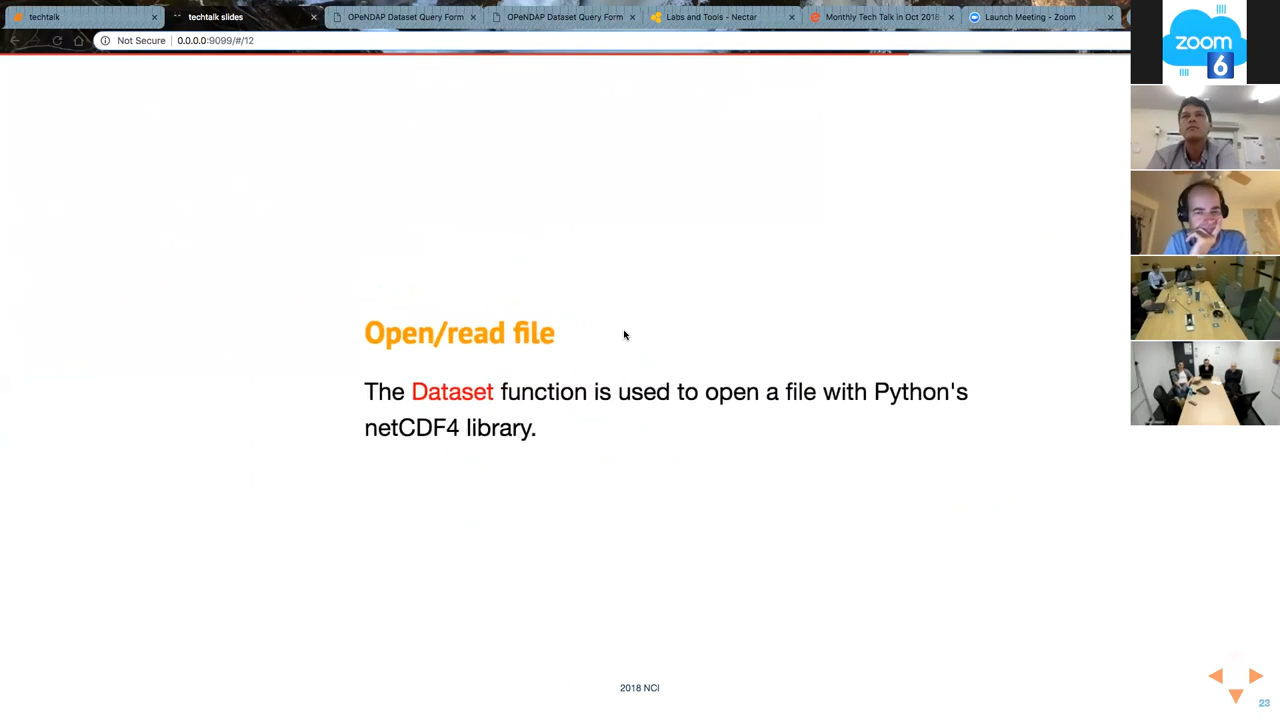 techtalk
techtalk slides
OPeNDAP Dataset Query Form
OPeNDAP Dataset Query Form
Labs and Tools - Nectar
Monthly Tech Talk in Oct 2018
Launch Meeting - Zoom
Not Secure
0.0.0.0:9099/#/12
zoom
6
Open/read file
The Dataset function is used to open a file with Python's
netCDF4 library.
2018 NCI
23